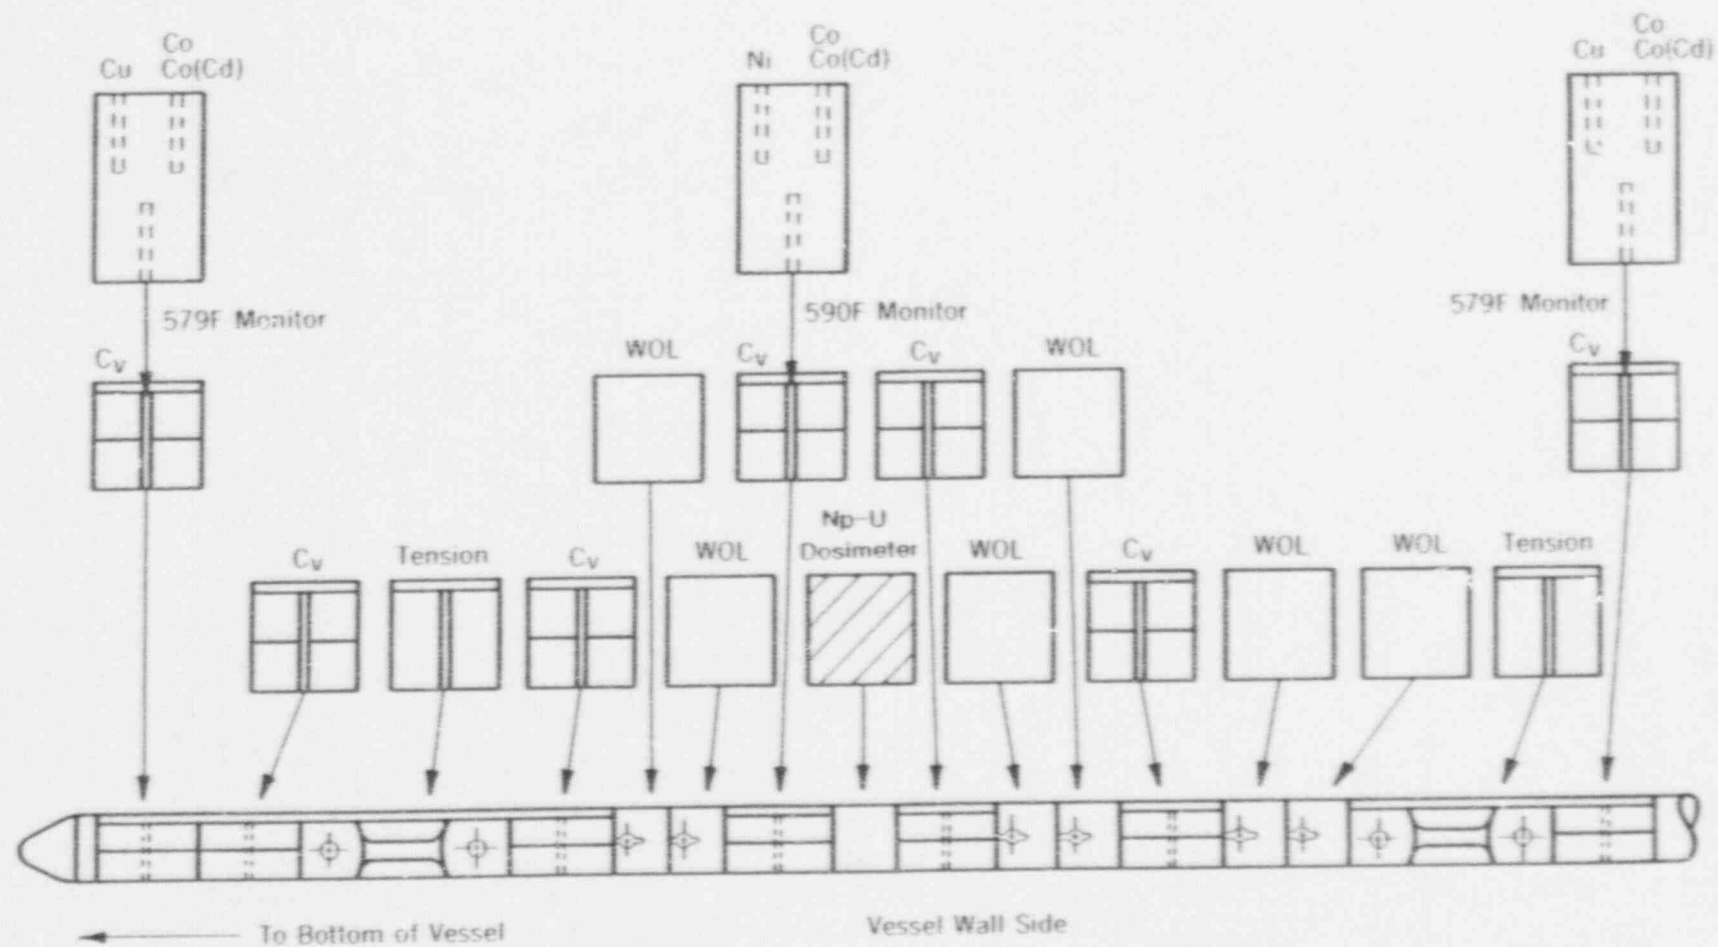 Co
Cu Co(Cd)
Co
Ni Co(Cd)
Co
Cu Co(Cd)
579F Monitor
590F Monitor
579F Monitor
Cv
WOL
Cv
Cv
WOL
Cv
Np-U
Cv
Tension
Cv
WOL
Dosimeter
WOL
Cv
WOL
WOL
Tension
To Bottom of Vessel
Vessel Wall Side